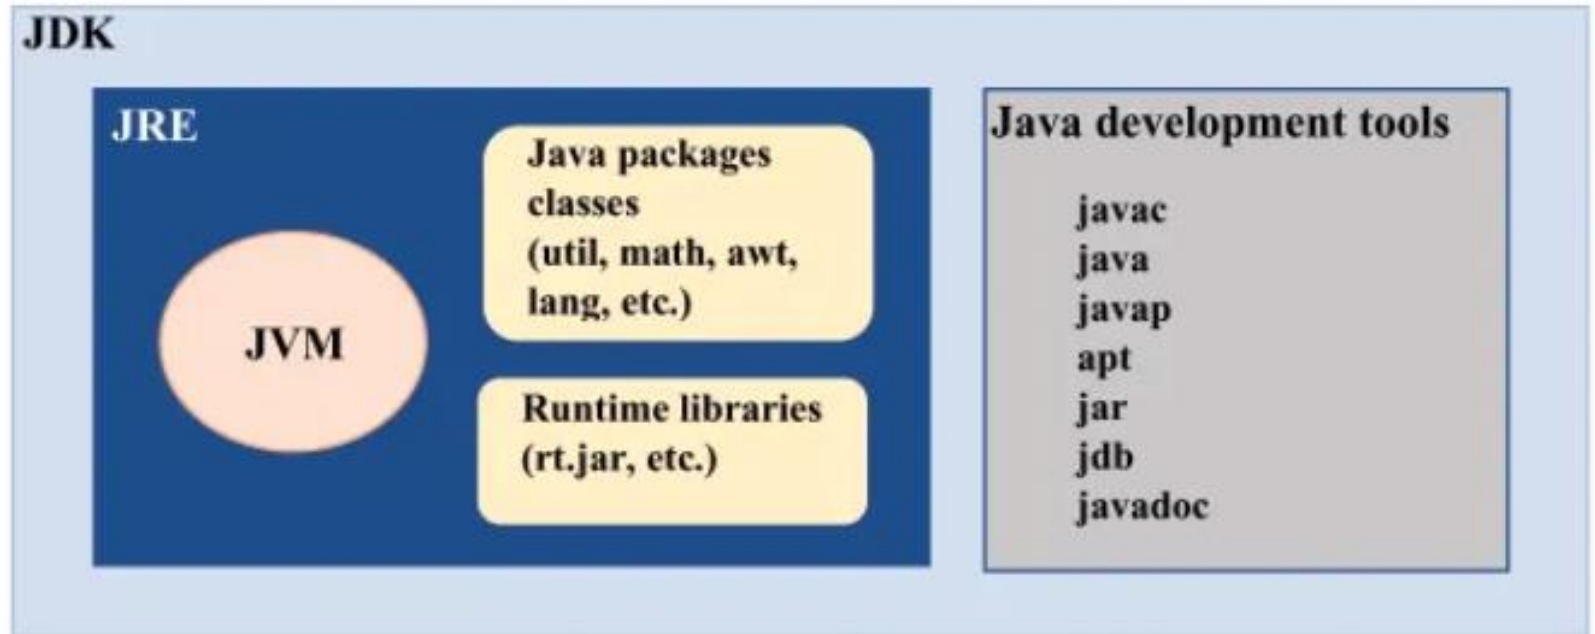 JDK
JRE
Java packages
classes
(util, math, awt,
lang, etc.)
JVM
Runtime libraries
(rt.jar, etc.)
Java development tools
javac
java
javap
apt
jar
jdb
javadoc